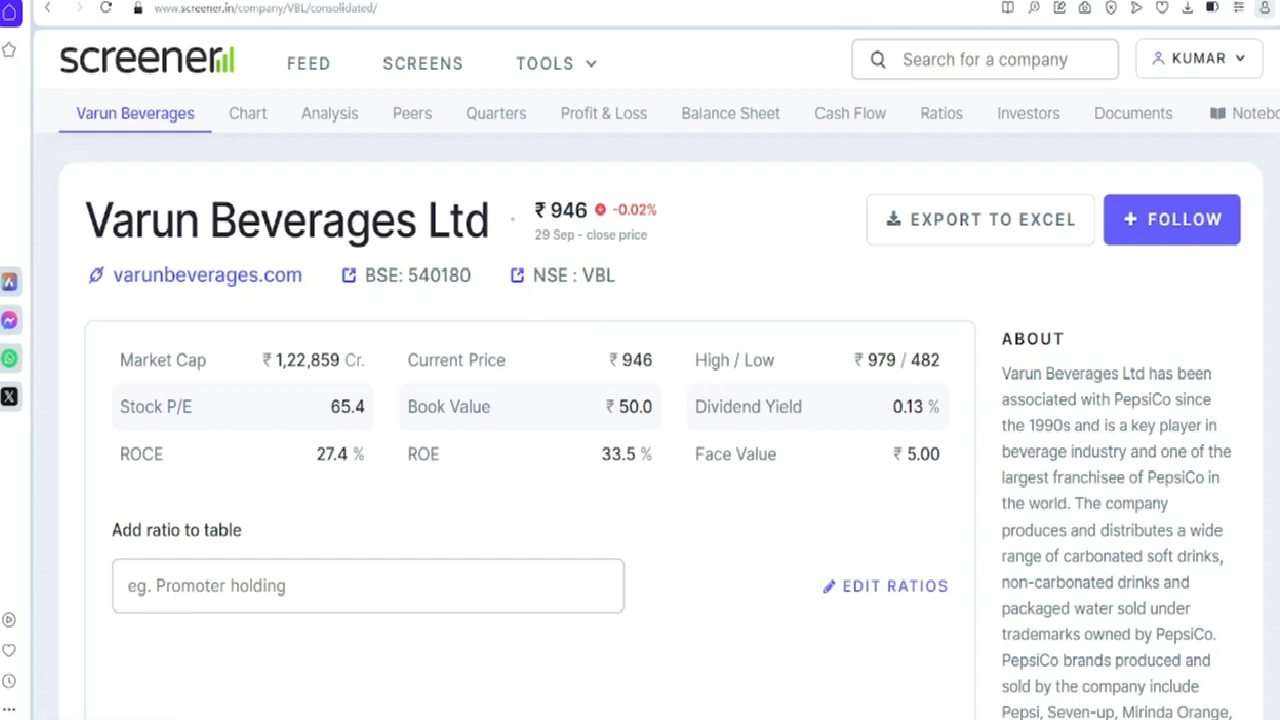 www.screener.in/company/VBL/consolidated/
screener
FEED
SCREENS
TOOLS
Search for a company
KUMAR
Varun Beverages
Chart
Analysis
Peers
Quarters
Profit & Loss
Balance Sheet
Cash Flow
Ratios
Investors
Documents
Notebo
Varun Beverages Ltd
₹ 946 -0.02%
29 Sep - close price
EXPORT TO EXCEL
+ FOLLOW
varunbeverages.com
BSE: 540180
NSE : VBL
Market Cap ₹ 1,22,859 Cr.
Current Price ₹ 946
High / Low ₹ 979 / 482
Stock P/E 65.4
Book Value ₹ 50.0
Dividend Yield 0.13 %
ROCE 27.4 %
ROE 33.5 %
Face Value ₹ 5.00
Add ratio to table
eg. Promoter holding
EDIT RATIOS
ABOUT
Varun Beverages Ltd has been
associated with PepsiCo since
the 1990s and is a key player in
beverage industry and one of the
largest franchisee of PepsiCo in
the world. The company
produces and distributes a wide
range of carbonated soft drinks,
non-carbonated drinks and
packaged water sold under
trademarks owned by PepsiCo.
PepsiCo brands produced and
sold by the company include
Pepsi, Seven-up, Mirinda Orange,